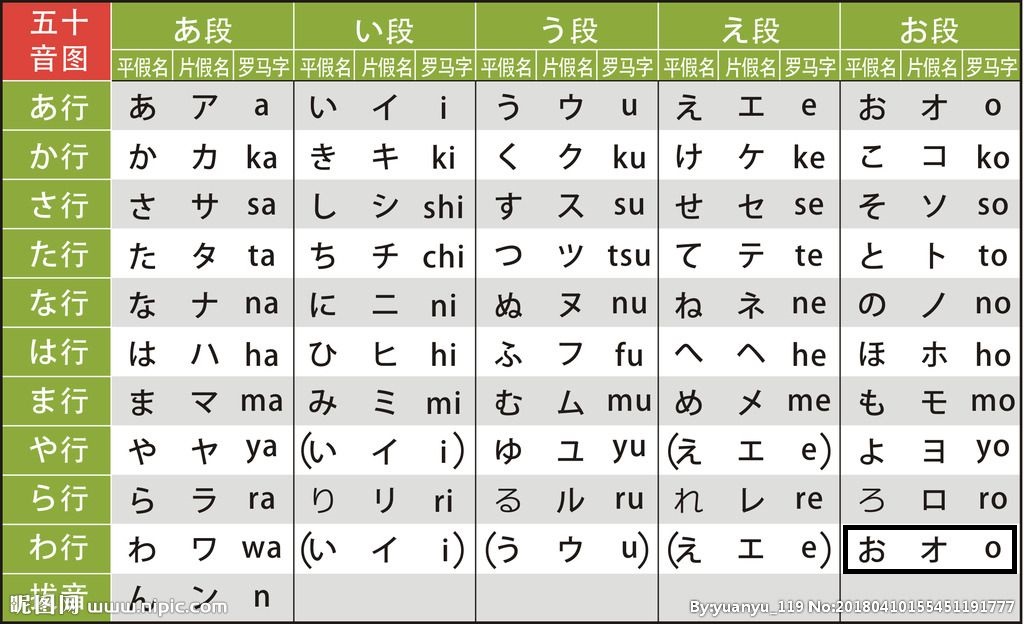 五十音图 あ段 い段 う段 え段 お段
平假名 片假名 罗马字 平假名 片假名 罗马字 平假名 片假名 罗马字 平假名 片假名 罗马字 平假名 片假名 罗马字
あ行 あ ア a い イ i う ウ u え エ e お オ o
か行 か カ ka き キ ki く ク ku け ケ ke こ コ ko
さ行 さ サ sa し シ shi す ス su せ セ se そ ソ so
た行 た タ ta ち チ chi つ ツ tsu て テ te と ト to
な行 な ナ na に ニ ni ぬ ヌ nu ね ネ ne の ノ no
は行 は ハ ha ひ ヒ hi ふ フ fu へ ヘ he ほ ホ ho
ま行 ま マ ma み ミ mi む ム mu め メ me も モ mo
や行 や ヤ ya (い イ i) ゆ ユ yu (え エ e) よ ヨ yo
ら行 ら ラ ra り リ ri る ル ru れ レ re ろ ロ ro
わ行 わ ワ wa (い イ i) (う ウ u) (え エ e) お オ o
拔音 ん ン n
昵图网 www.nipic.com By:yuanyu_119 No:20180410155451191777